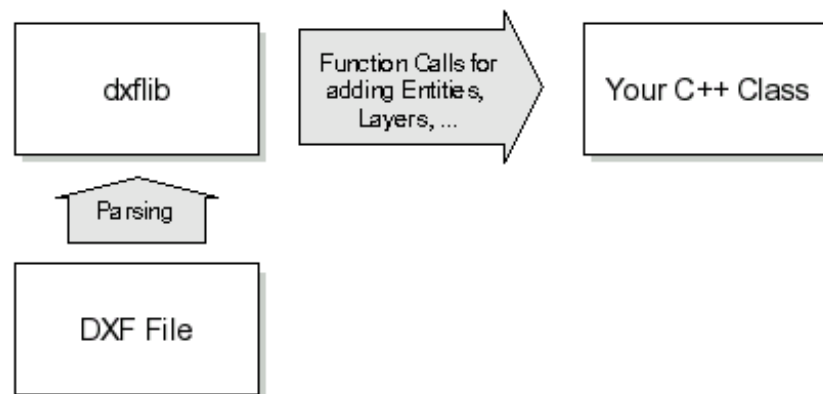 dxflib
Function Calls for
adding Entities,
Layers, ...
Your C++ Class
Parsing
DXF File